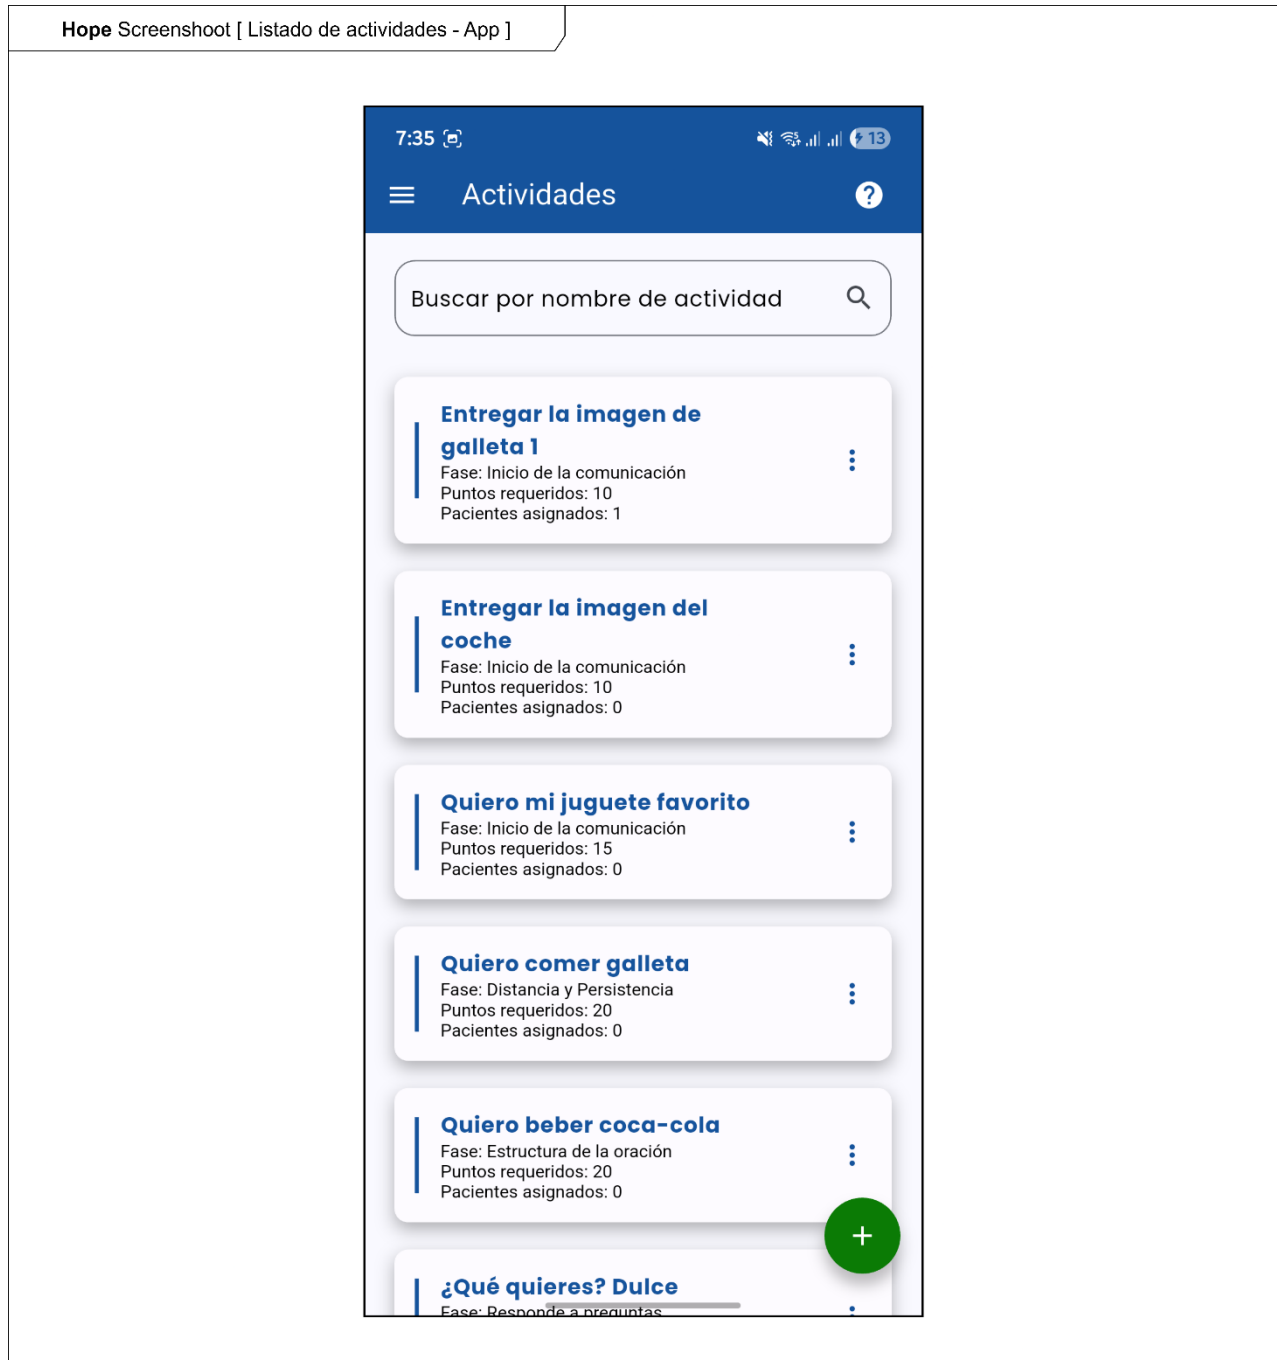 Hope Screenshoot [ Listado de actividades - App ]
7:35
13
Actividades
Buscar por nombre de actividad
Entregar la imagen de
galleta 1
Fase: Inicio de la comunicación
Puntos requeridos: 10
Pacientes asignados: 1
Entregar la imagen del
coche
Fase: Inicio de la comunicación
Puntos requeridos: 10
Pacientes asignados: 0
Quiero mi juguete favorito
Fase: Inicio de la comunicación
Puntos requeridos: 15
Pacientes asignados: 0
Quiero comer galleta
Fase: Distancia y Persistencia
Puntos requeridos: 20
Pacientes asignados: 0
Quiero beber coca-cola
Fase: Estructura de la oración
Puntos requeridos: 20
Pacientes asignados: 0
¿Qué quieres? Dulce
Fase: Responde a preguntas